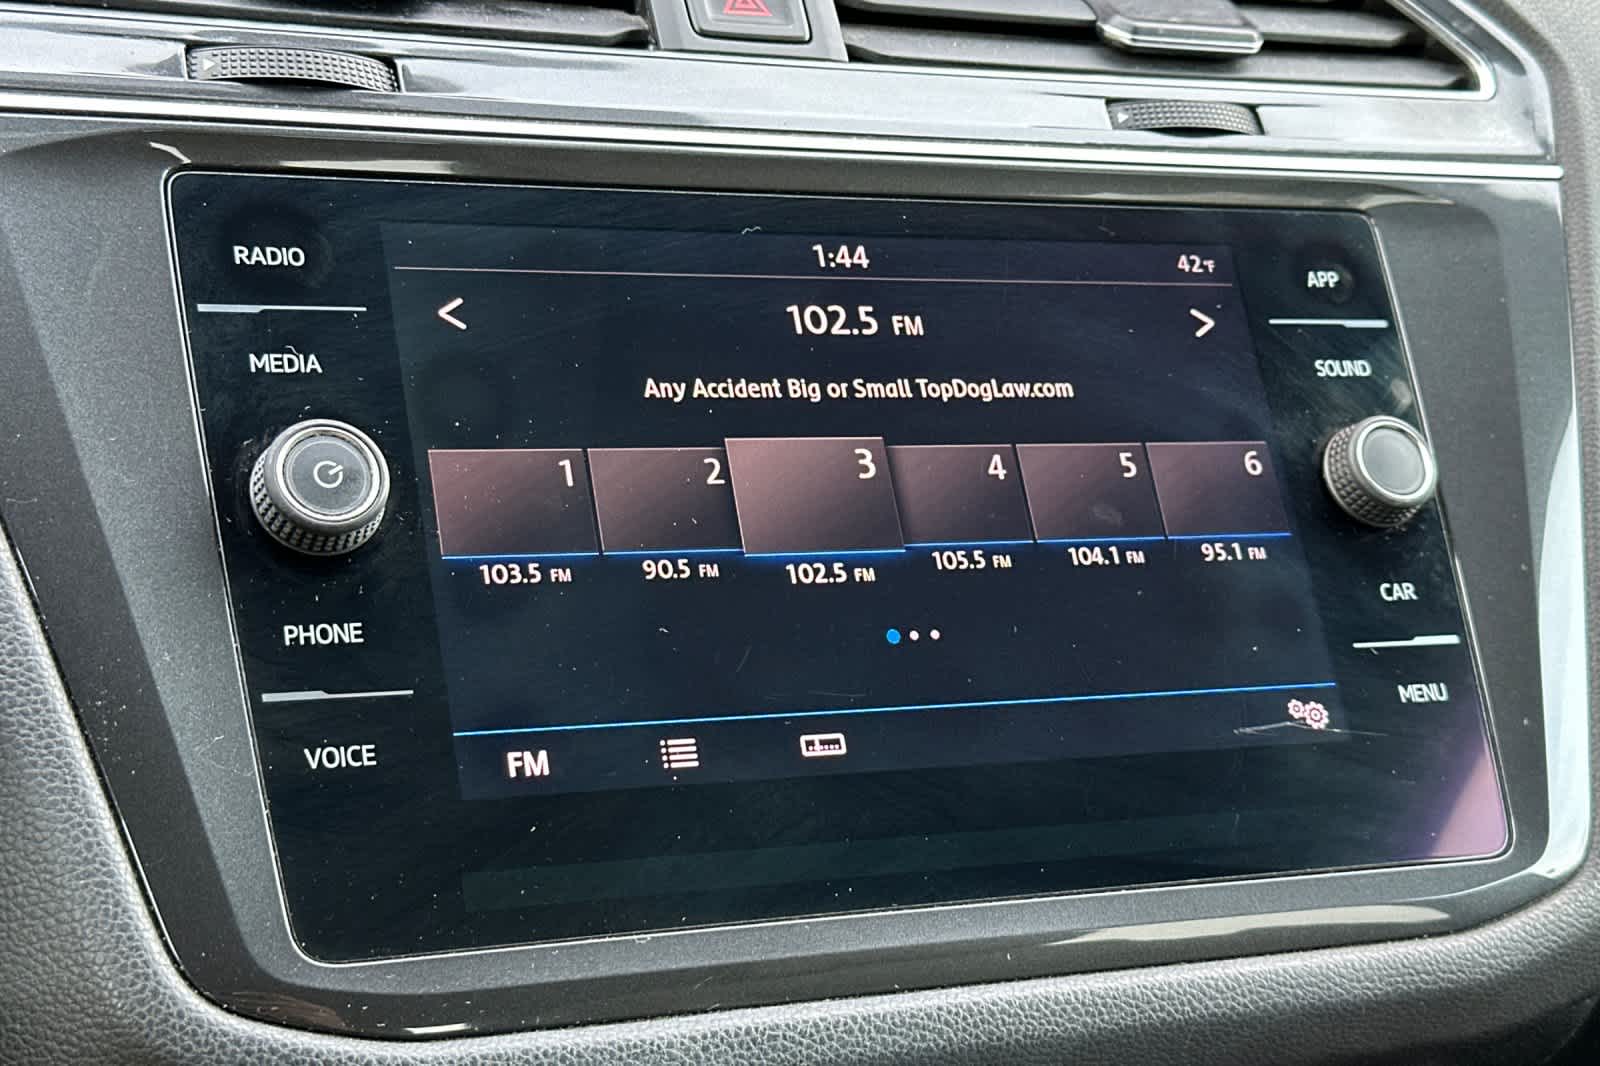 1:44
42°F
RADIO
APP
< 102.5 FM >
MEDIA
SOUND
Any Accident Big or Small TopDogLaw.com
1 2 3 4 5 6
103.5 FM 90.5 FM 102.5 FM 105.5 FM 104.1 FM 95.1 FM
PHONE
CAR
MENU
VOICE
FM